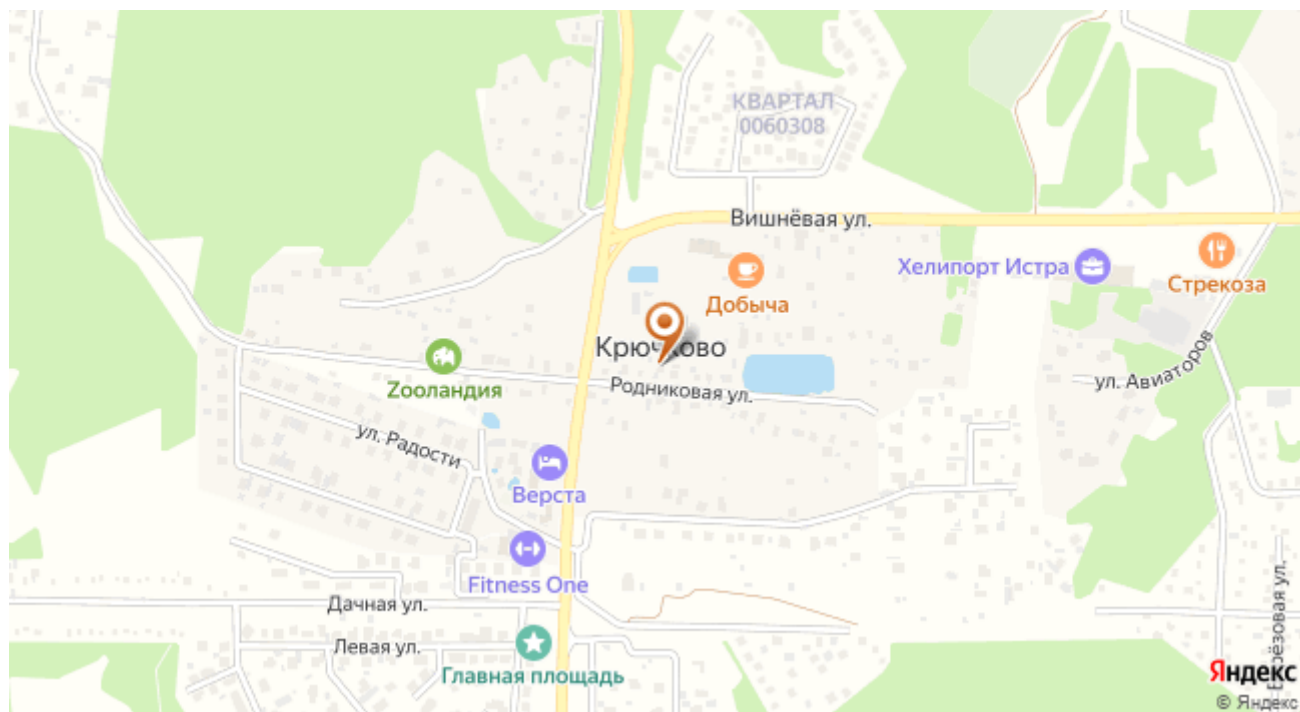 КВАРТАЛ
0060308
Вишнёвая ул.
Хелипорт Истра
Стрекоза
Добыча
Крючково
Zооландия
Родниковая ул.
ул. Авиаторов
ул. Радости
Верста
Fitness One
Дачная ул.
Левая ул.
Главная площадь
Берёзовая ул.
Яндекс
© Яндекс